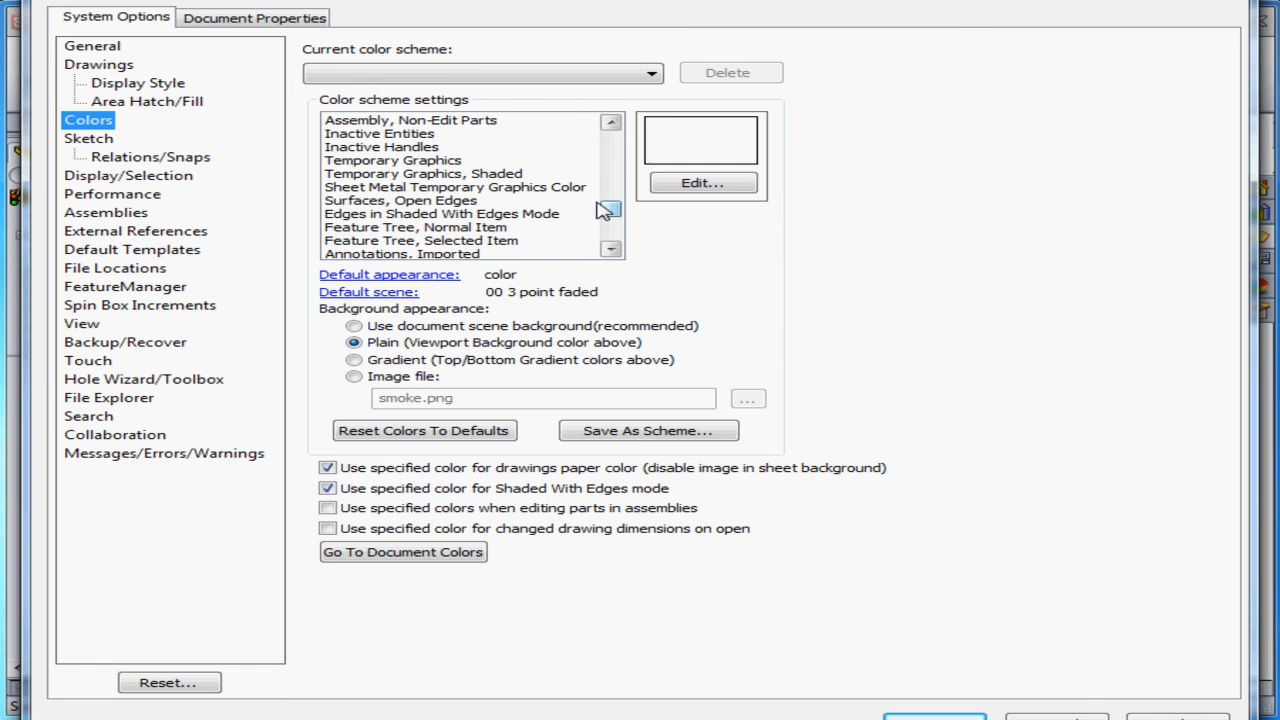 System Options
Document Properties
General
Drawings
Display Style
Area Hatch/Fill
Colors
Sketch
Relations/Snaps
Display/Selection
Performance
Assemblies
External References
Default Templates
File Locations
FeatureManager
Spin Box Increments
View
Backup/Recover
Touch
Hole Wizard/Toolbox
File Explorer
Search
Collaboration
Messages/Errors/Warnings
Reset...
Current color scheme:
Delete
Color scheme settings
Assembly, Non-Edit Parts
Inactive Entities
Inactive Handles
Temporary Graphics
Temporary Graphics, Shaded
Sheet Metal Temporary Graphics Color
Surfaces, Open Edges
Edges in Shaded With Edges Mode
Feature Tree, Normal Item
Feature Tree, Selected Item
Annotations, Imported
Edit...
Default appearance: color
Default scene: 00 3 point faded
Background appearance:
Use document scene background(recommended)
Plain (Viewport Background color above)
Gradient (Top/Bottom Gradient colors above)
Image file:
smoke.png
...
Reset Colors To Defaults
Save As Scheme...
Use specified color for drawings paper color (disable image in sheet background)
Use specified color for Shaded With Edges mode
Use specified colors when editing parts in assemblies
Use specified color for changed drawing dimensions on open
Go To Document Colors